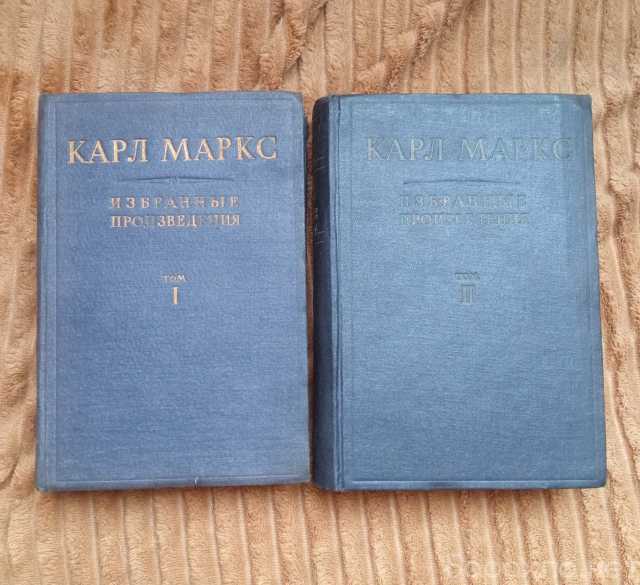 КАРЛ МАРКС
ИЗБРАННЫЕ
ПРОИЗВЕДЕНИЯ
ТОМ
I
КАРЛ МАРКС
ИЗБРАННЫЕ
ПРОИЗВЕДЕНИЯ
ТОМ
II